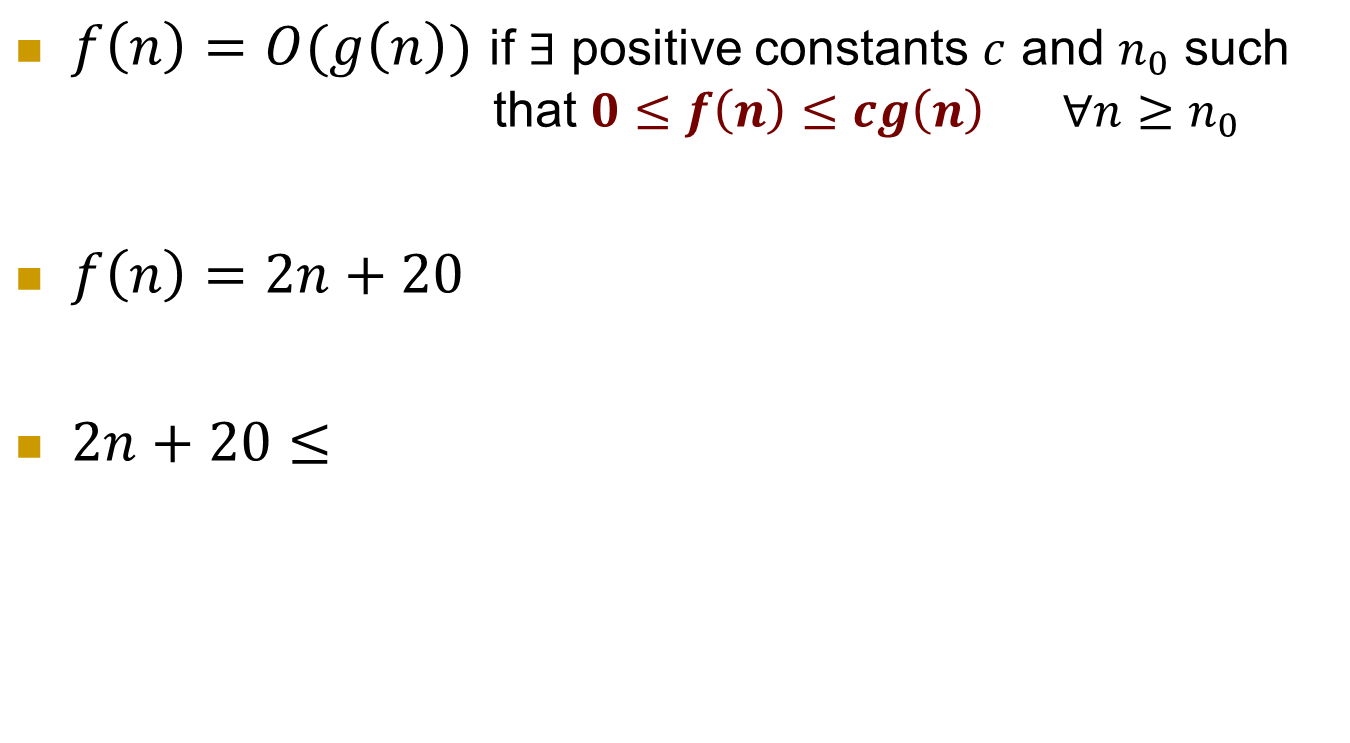 ▪ 𝑓(𝑛) = 𝑂(𝑔(𝑛)) if ∃ positive constants 𝑐 and 𝑛₀ such
that 𝟎 ≤ 𝒇(𝒏) ≤ 𝒄𝒈(𝒏) ∀𝑛 ≥ 𝑛₀
▪ 𝑓(𝑛) = 2𝑛 + 20
▪ 2𝑛 + 20 ≤